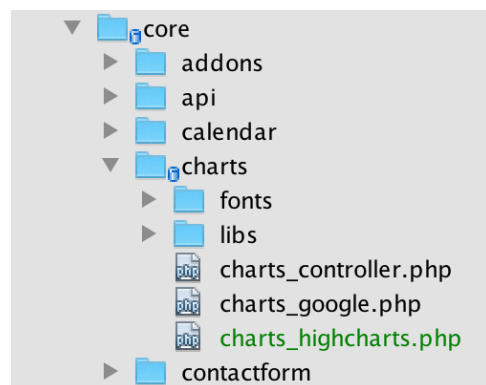 core
addons
api
calendar
charts
fonts
libs
charts_controller.php
charts_google.php
charts_highcharts.php
contactform